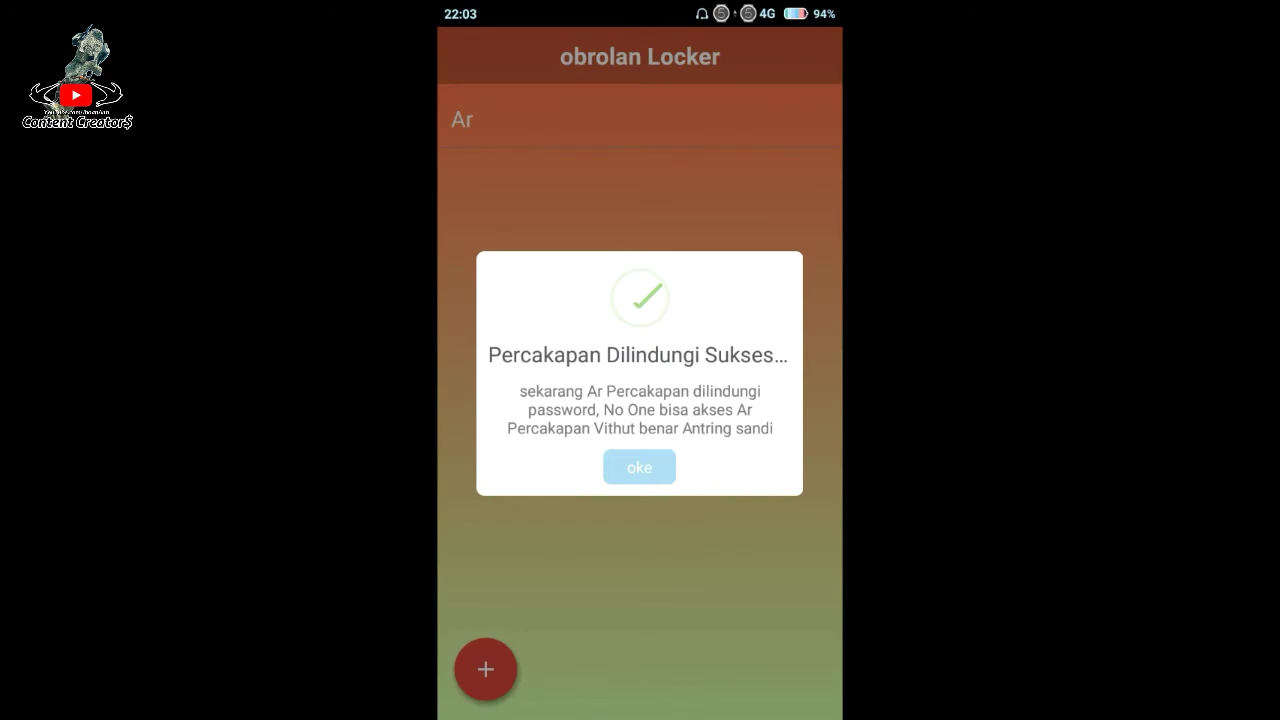 22:03
4G 94%
obrolan Locker
Ar
Percakapan Dilindungi Sukses...
sekarang Ar Percakapan dilindungi
password, No One bisa akses Ar
Percakapan Vithut benar Antring sandi
oke
+
Content Creator$